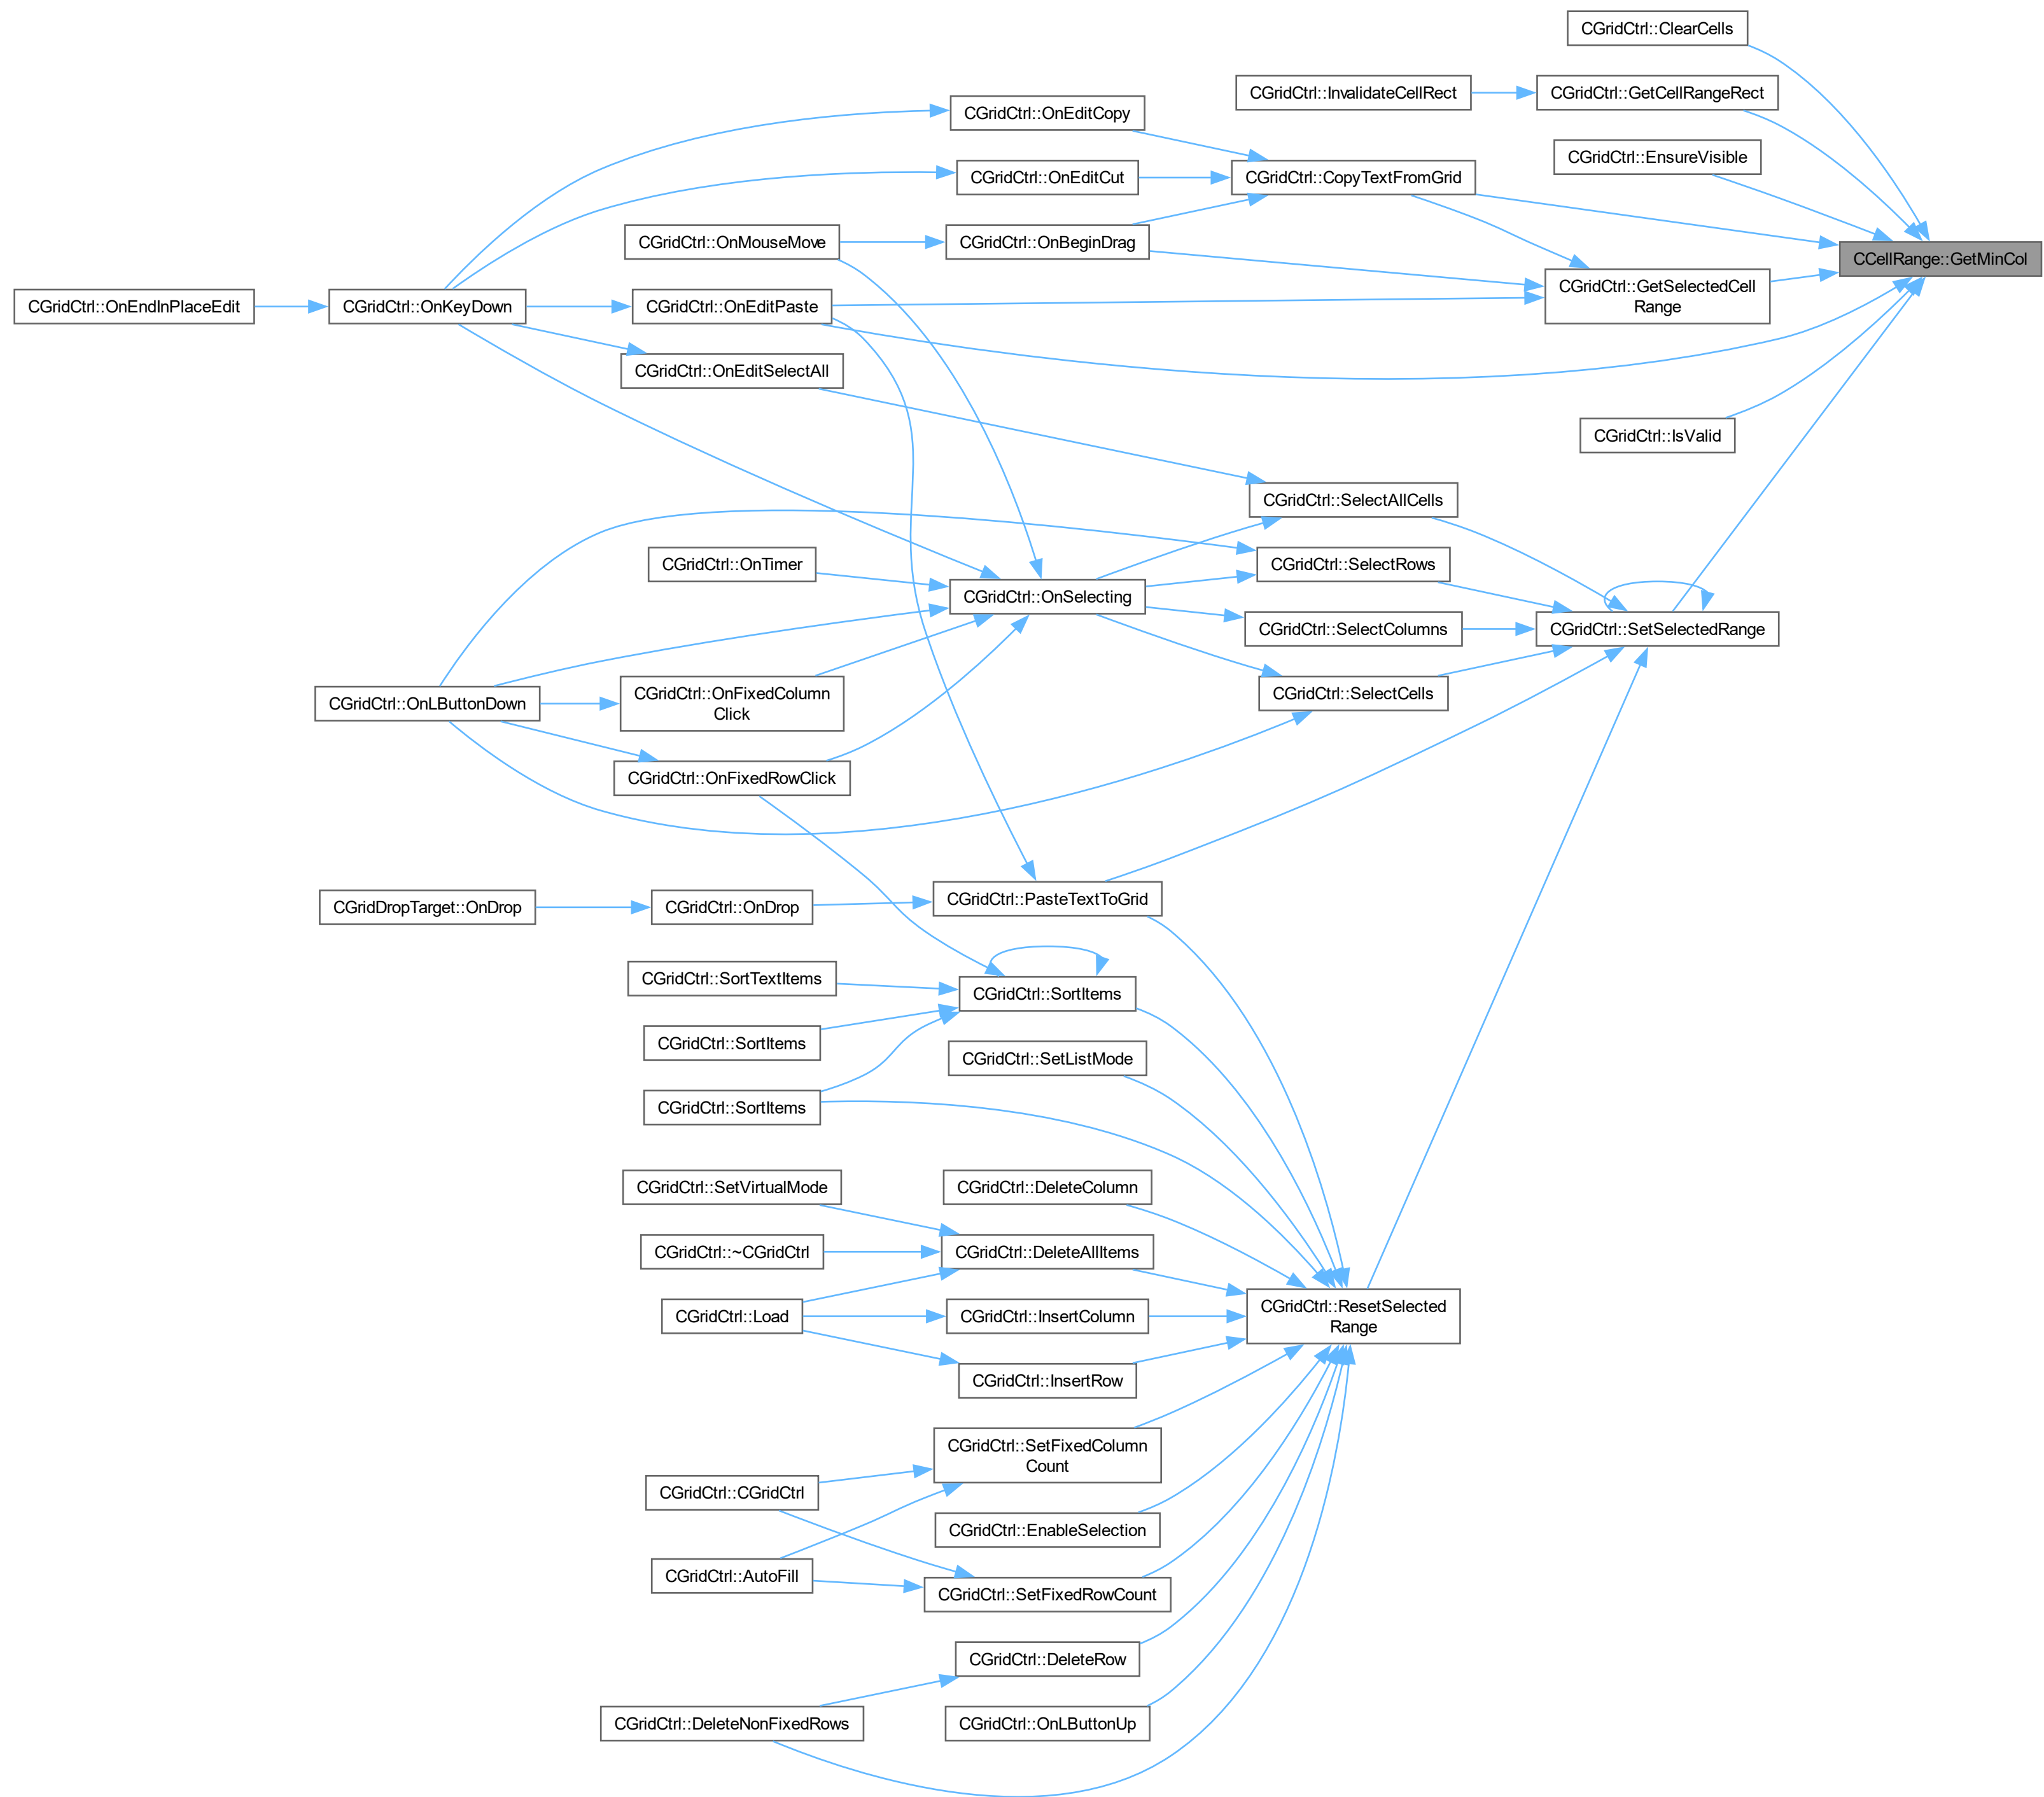 CGridCtrl::ClearCells
CGridCtrl::InvalidateCellRect
CGridCtrl::GetCellRangeRect
CGridCtrl::OnEditCopy
CGridCtrl::EnsureVisible
CGridCtrl::OnEditCut
CGridCtrl::CopyTextFromGrid
CGridCtrl::OnMouseMove
CGridCtrl::OnBeginDrag
CCellRange::GetMinCol
CGridCtrl::GetSelectedCell
Range
CGridCtrl::OnEndInPlaceEdit
CGridCtrl::OnKeyDown
CGridCtrl::OnEditPaste
CGridCtrl::OnEditSelectAll
CGridCtrl::IsValid
CGridCtrl::SelectAllCells
CGridCtrl::OnTimer
CGridCtrl::SelectRows
CGridCtrl::OnSelecting
CGridCtrl::SelectColumns
CGridCtrl::SetSelectedRange
CGridCtrl::OnLButtonDown
CGridCtrl::OnFixedColumn
Click
CGridCtrl::SelectCells
CGridCtrl::OnFixedRowClick
CGridDropTarget::OnDrop
CGridCtrl::OnDrop
CGridCtrl::PasteTextToGrid
CGridCtrl::SortTextItems
CGridCtrl::SortItems
CGridCtrl::SortItems
CGridCtrl::SetListMode
CGridCtrl::SortItems
CGridCtrl::SetVirtualMode
CGridCtrl::DeleteColumn
CGridCtrl::~CGridCtrl
CGridCtrl::DeleteAllItems
CGridCtrl::Load
CGridCtrl::InsertColumn
CGridCtrl::ResetSelected
Range
CGridCtrl::InsertRow
CGridCtrl::SetFixedColumn
Count
CGridCtrl::CGridCtrl
CGridCtrl::EnableSelection
CGridCtrl::AutoFill
CGridCtrl::SetFixedRowCount
CGridCtrl::DeleteRow
CGridCtrl::DeleteNonFixedRows
CGridCtrl::OnLButtonUp